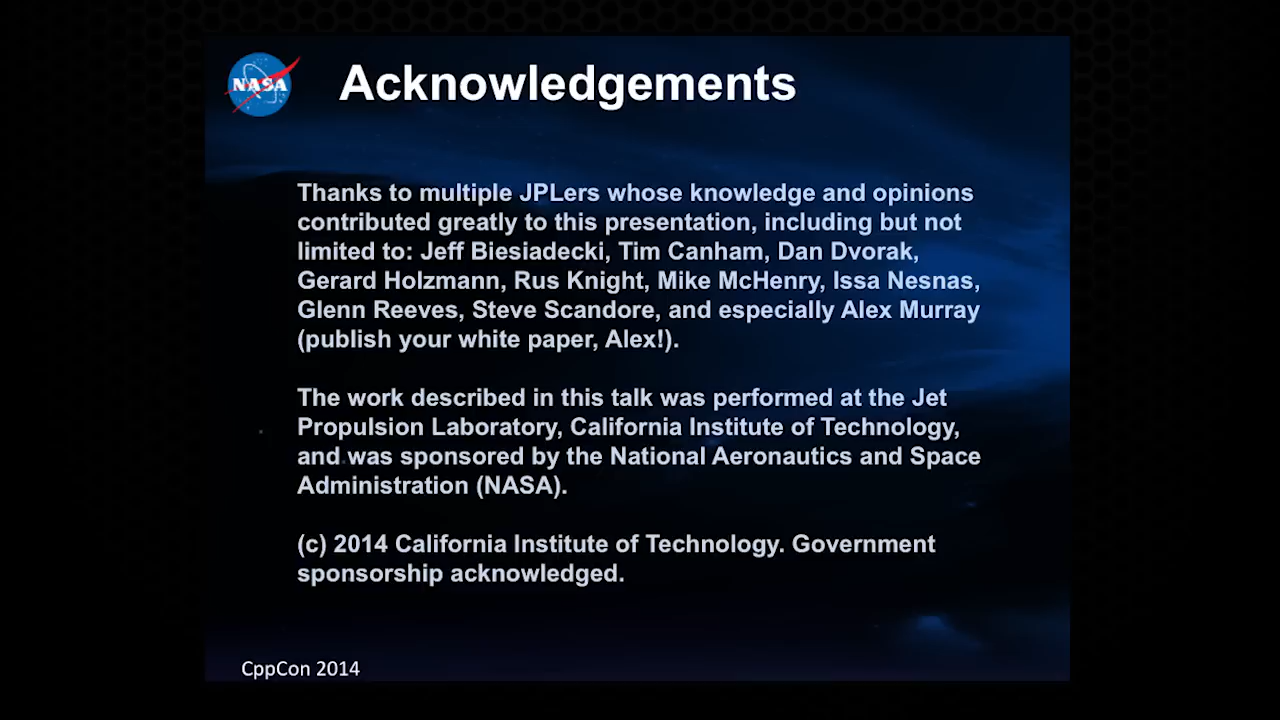 NASA
Acknowledgements
Thanks to multiple JPLers whose knowledge and opinions
contributed greatly to this presentation, including but not
limited to: Jeff Biesiadecki, Tim Canham, Dan Dvorak,
Gerard Holzmann, Rus Knight, Mike McHenry, Issa Nesnas,
Glenn Reeves, Steve Scandore, and especially Alex Murray
(publish your white paper, Alex!).
The work described in this talk was performed at the Jet
Propulsion Laboratory, California Institute of Technology,
and was sponsored by the National Aeronautics and Space
Administration (NASA).
(c) 2014 California Institute of Technology. Government
sponsorship acknowledged.
CppCon 2014